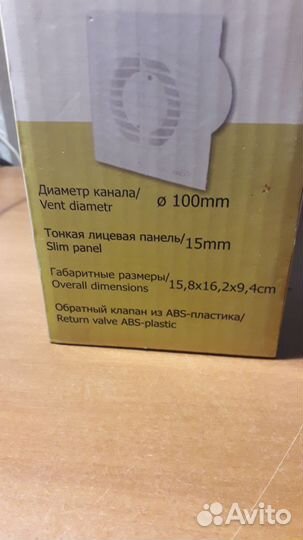 Диаметр канала/
Vent diametr
ø 100mm
Тонкая лицевая панель/
Slim panel
15mm
Габаритные размеры/
Overall dimensions
15,8x16,2x9,4cm
Обратный клапан из ABS-пластика/
Return valve ABS-plastic
Avito